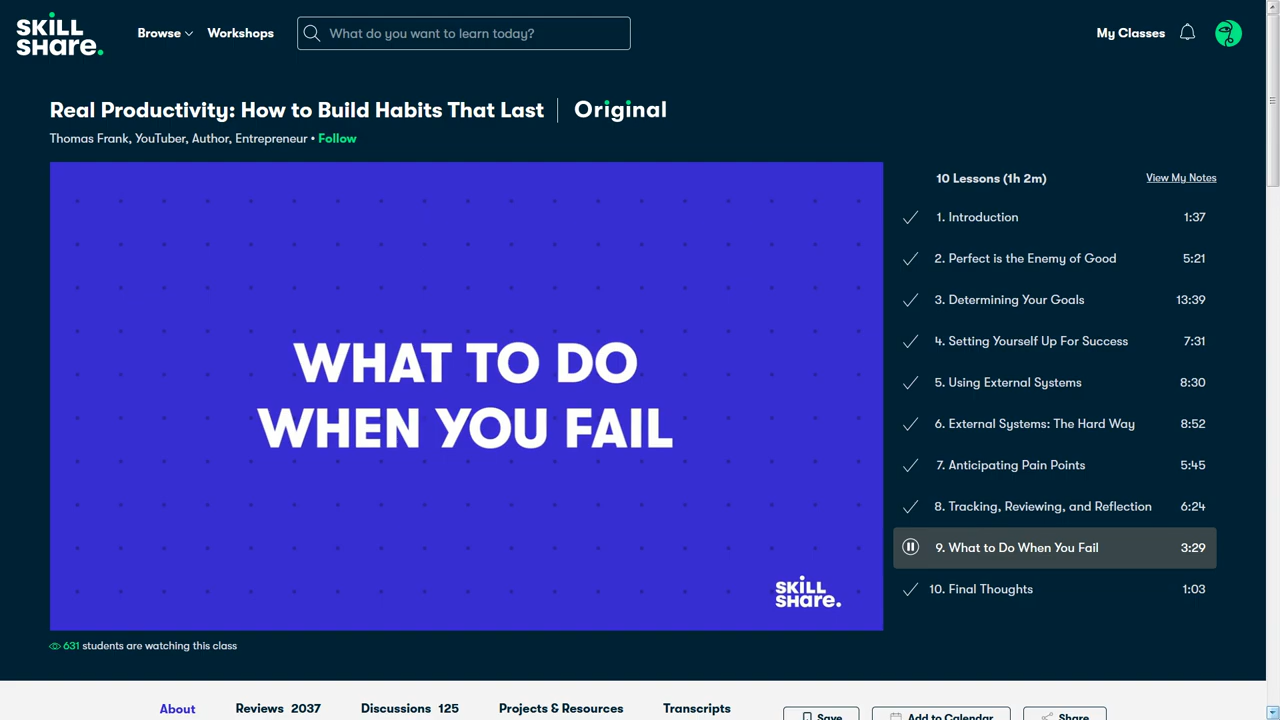 SKILL SHARE.
Browse
Workshops
What do you want to learn today?
My Classes
Real Productivity: How to Build Habits That Last
Original
Thomas Frank, YouTuber, Author, Entrepreneur • Follow
WHAT TO DO
WHEN YOU FAIL
SKILL SHARE.
10 Lessons (1h 2m)
View My Notes
1. Introduction 1:37
2. Perfect is the Enemy of Good 5:21
3. Determining Your Goals 13:39
4. Setting Yourself Up For Success 7:31
5. Using External Systems 8:30
6. External Systems: The Hard Way 8:52
7. Anticipating Pain Points 5:45
8. Tracking, Reviewing, and Reflection 6:24
9. What to Do When You Fail 3:29
10. Final Thoughts 1:03
631 students are watching this class
About
Reviews 2037
Discussions 125
Projects & Resources
Transcripts
Save
Add to Calendar
Share